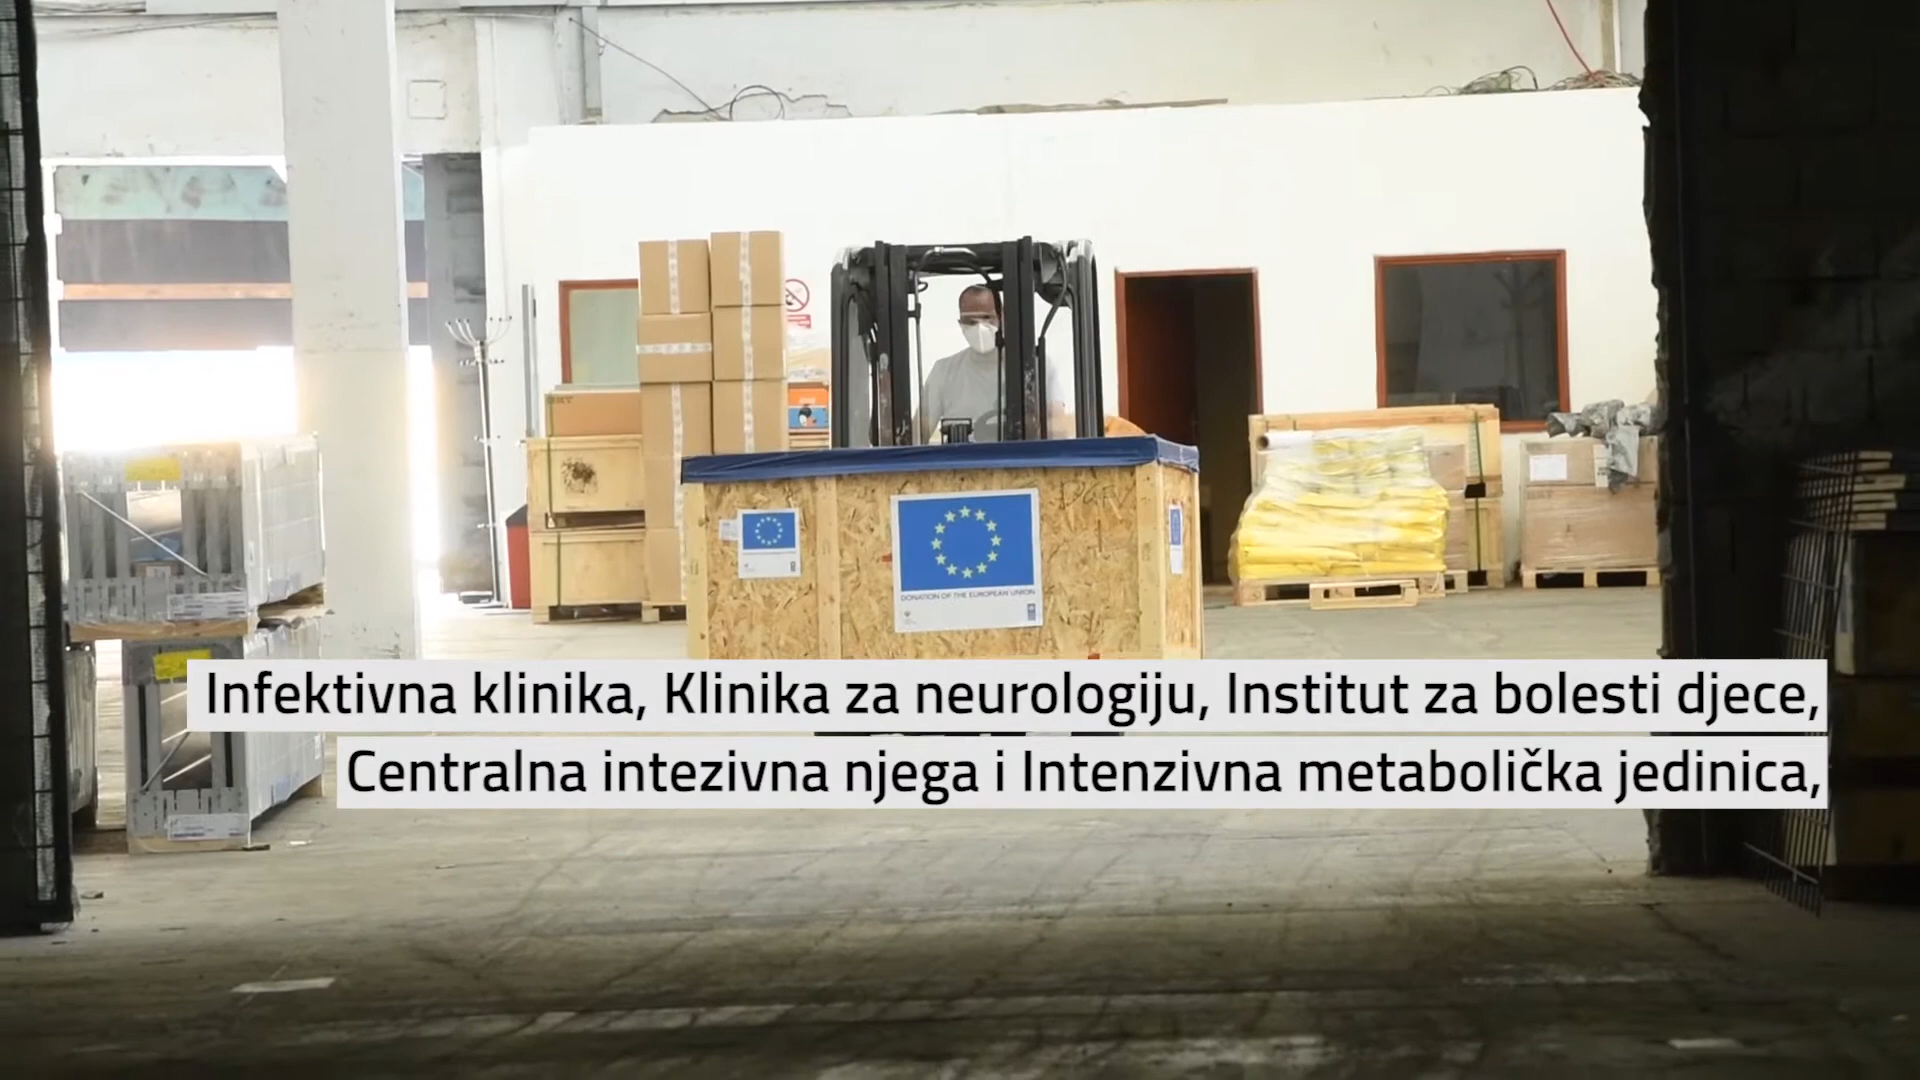 DONATION OF THE EUROPEAN UNION
Infektivna klinika, Klinika za neurologiju, Institut za bolesti djece,
Centralna intezivna njega i Intenzivna metabolička jedinica,